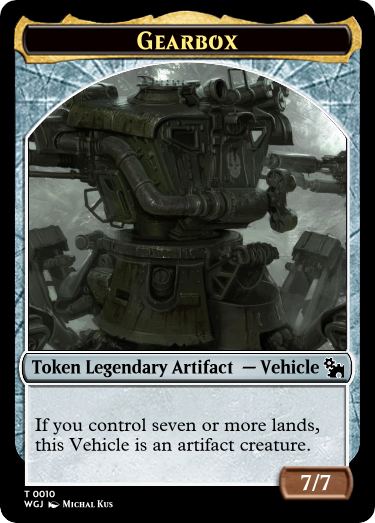 Gearbox
Token Legendary Artifact — Vehicle
If you control seven or more lands,
this Vehicle is an artifact creature.
7/7
T 0010
WGJ Michal Kus